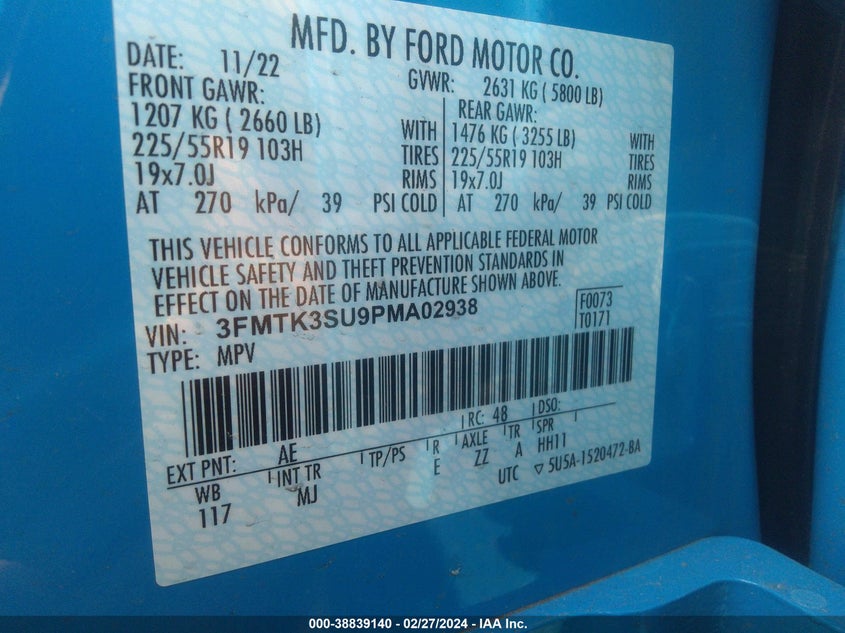 MFD. BY FORD MOTOR CO.
DATE: 11/22 GVWR: 2631 KG ( 5800 LB)
FRONT GAWR: REAR GAWR:
1207 KG ( 2660 LB) WITH 1476 KG ( 3255 LB) WITH
225/55R19 103H TIRES 225/55R19 103H TIRES
19x7.0J RIMS 19x7.0J RIMS
AT 270 kPa/ 39 PSI COLD AT 270 kPa/ 39 PSI COLD
THIS VEHICLE CONFORMS TO ALL APPLICABLE FEDERAL MOTOR
VEHICLE SAFETY AND THEFT PREVENTION STANDARDS IN
EFFECT ON THE DATE OF MANUFACTURE SHOWN ABOVE.
VIN: 3FMTK3SU9PMA02938 F0073
TYPE: MPV T0171
EXT PNT: AE RC: 48 DSO:
WB INT TR TP/PS R AXLE TR SPR
117 MJ E ZZ A HH11
UTC ▽ 5U5A-1520472-BA
000-38839140 - 02/27/2024 - IAA Inc.